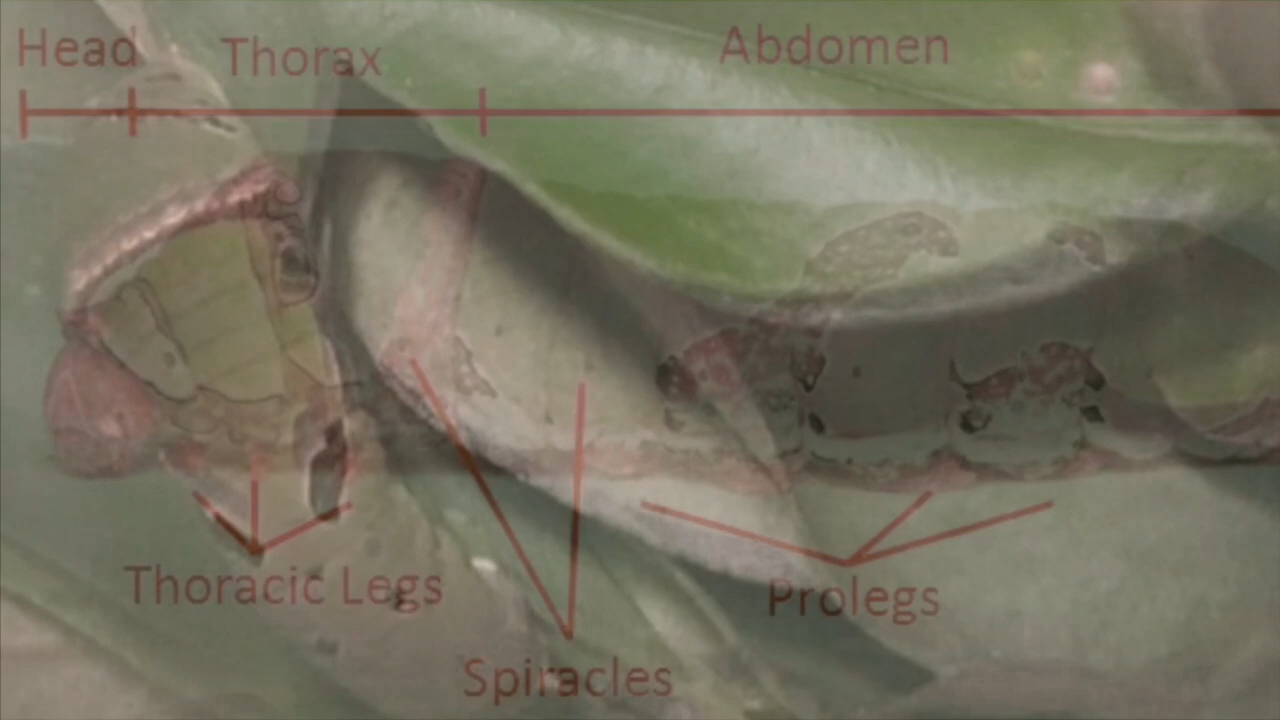 Head
Thorax
Abdomen
Thoracic Legs
Prolegs
Spiracles